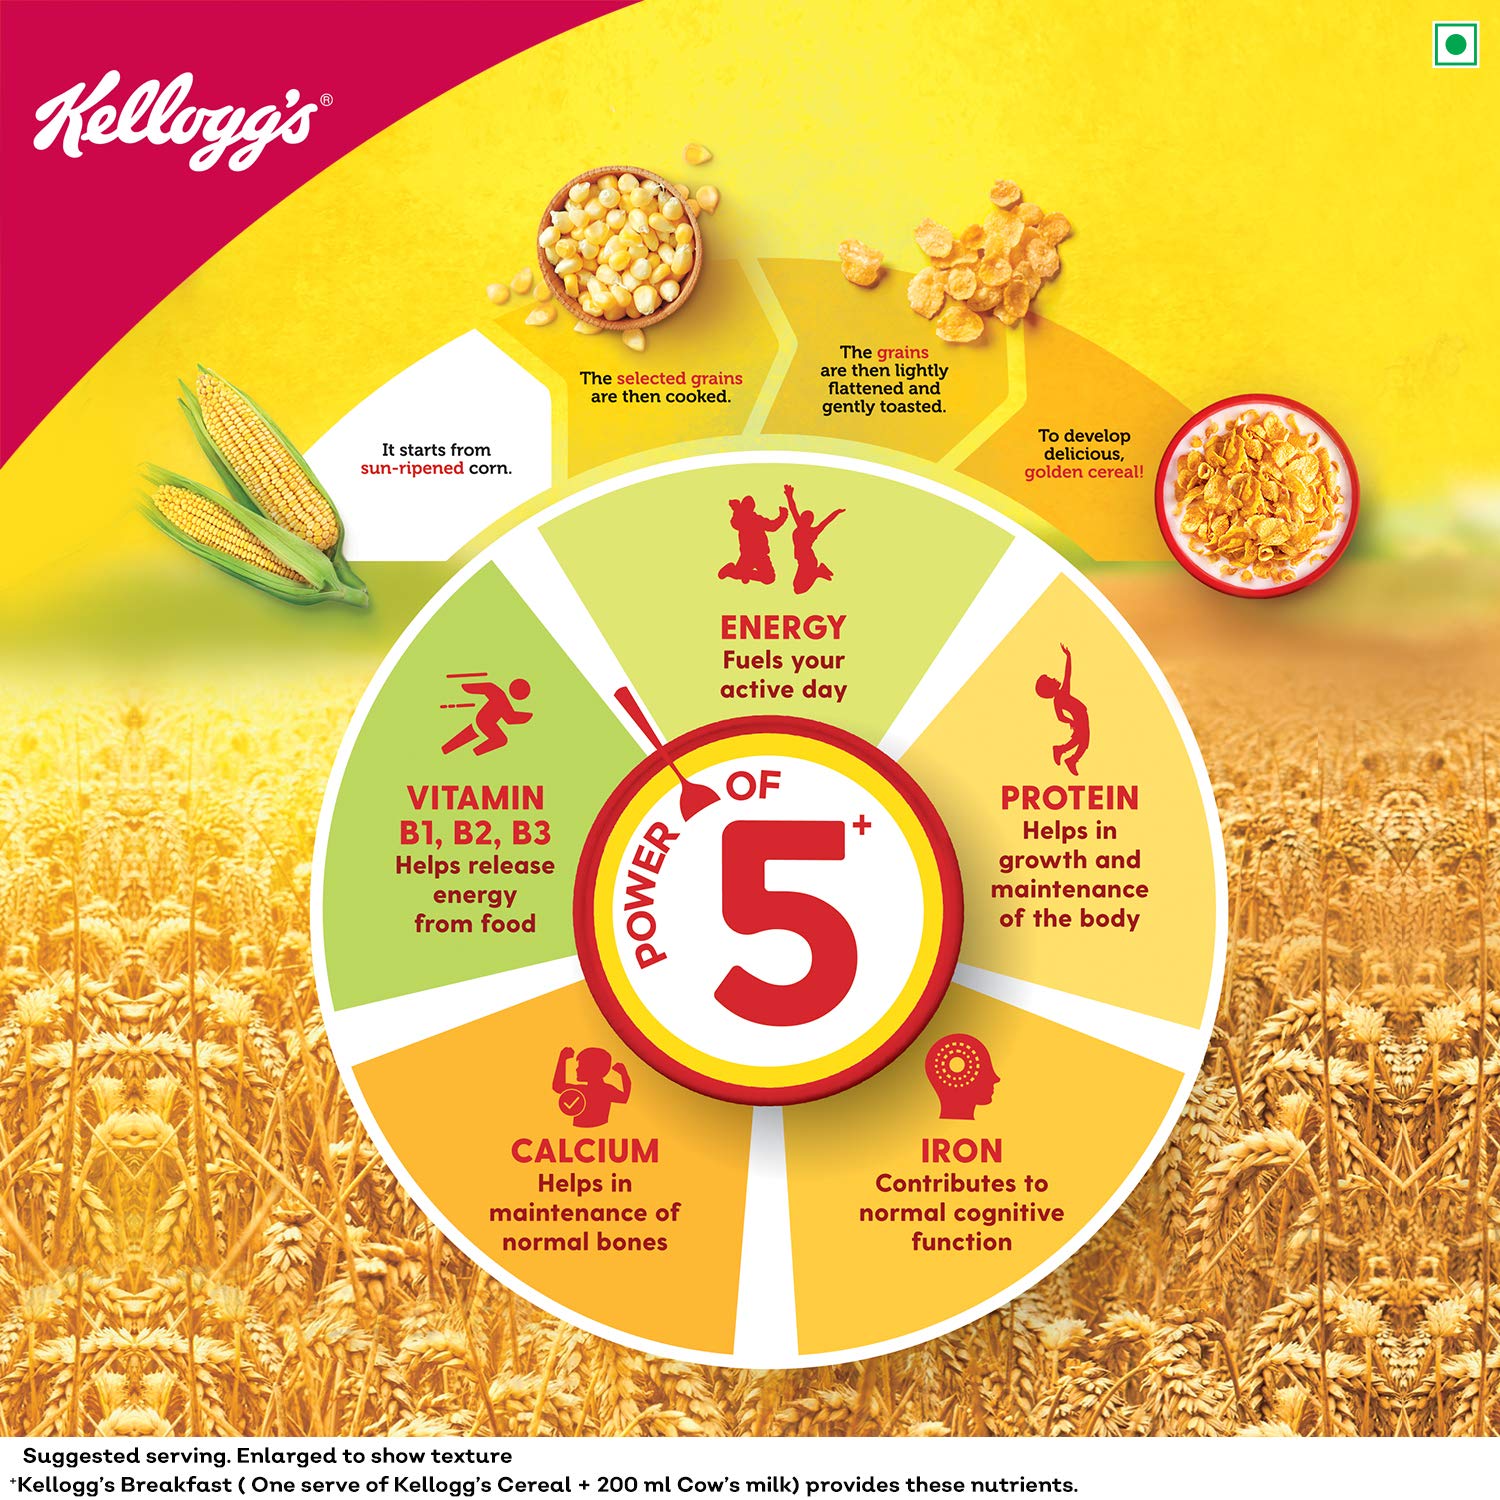 Kellogg's®
It starts from
sun-ripened corn.
The selected grains
are then cooked.
The grains
are then lightly
flattened and
gently toasted.
To develop
delicious,
golden cereal!
ENERGY
Fuels your
active day
VITAMIN
B1, B2, B3
Helps release
energy
from food
POWER OF
5+
PROTEIN
Helps in
growth and
maintenance
of the body
CALCIUM
Helps in
maintenance of
normal bones
IRON
Contributes to
normal cognitive
function
Suggested serving. Enlarged to show texture
+Kellogg's Breakfast ( One serve of Kellogg's Cereal + 200 ml Cow's milk) provides these nutrients.